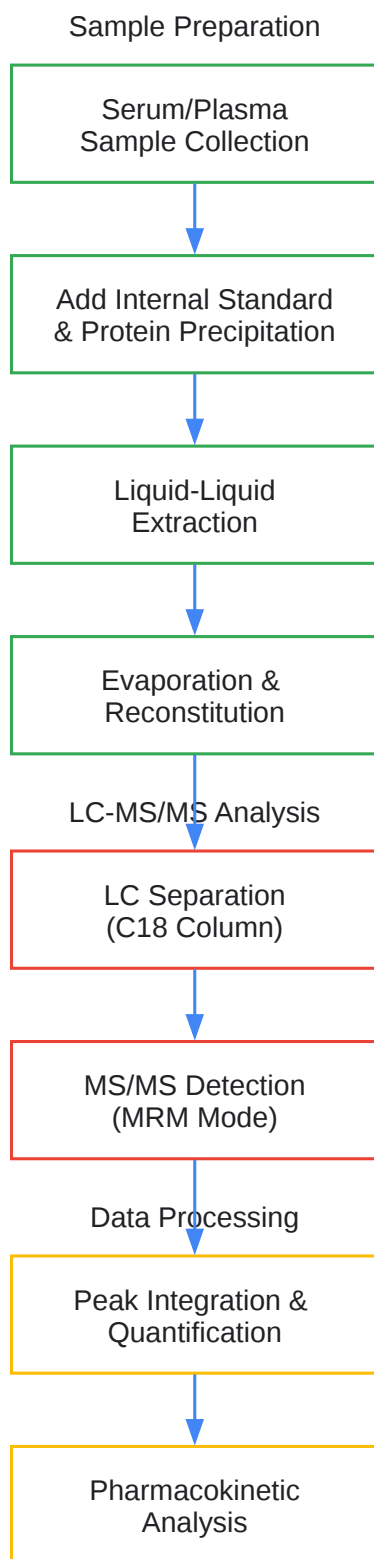 Sample Preparation
Serum/Plasma
Sample Collection
Add Internal Standard
& Protein Precipitation
Liquid-Liquid
Extraction
Evaporation &
Reconstitution
LC-MS/MS Analysis
LC Separation
(C18 Column)
MS/MS Detection
(MRM Mode)
Data Processing
Peak Integration &
Quantification
Pharmacokinetic
Analysis